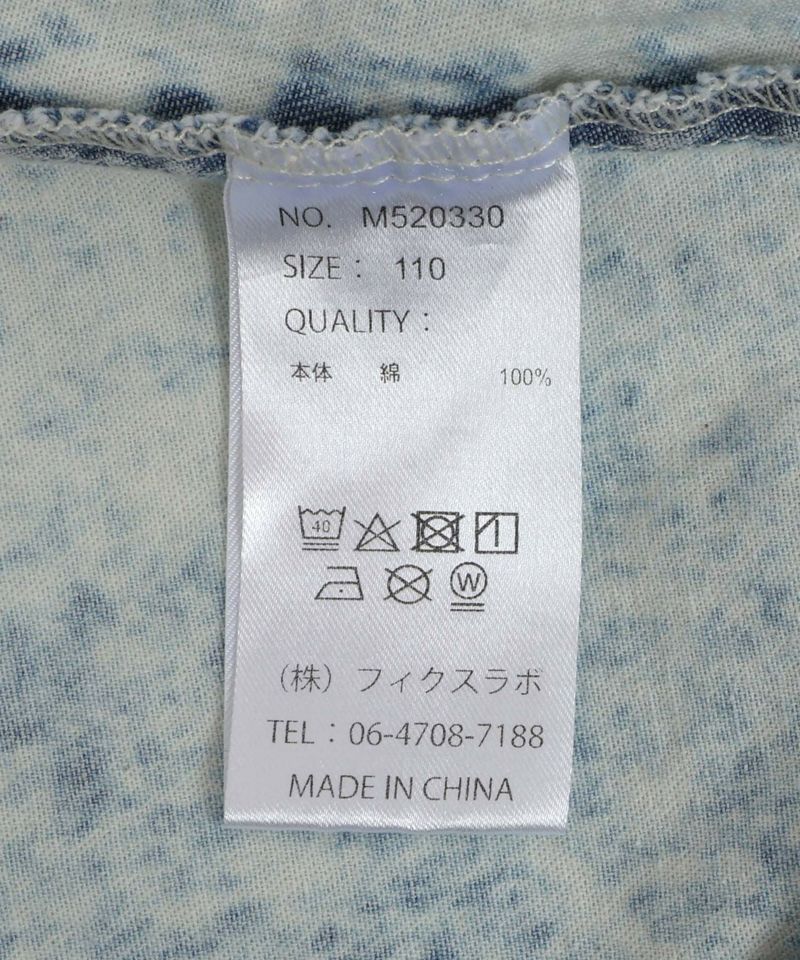 NO. M520330
SIZE : 110
QUALITY :
本体 綿 100%
40
W
(株) フィクスラボ
TEL : 06-4708-7188
MADE IN CHINA